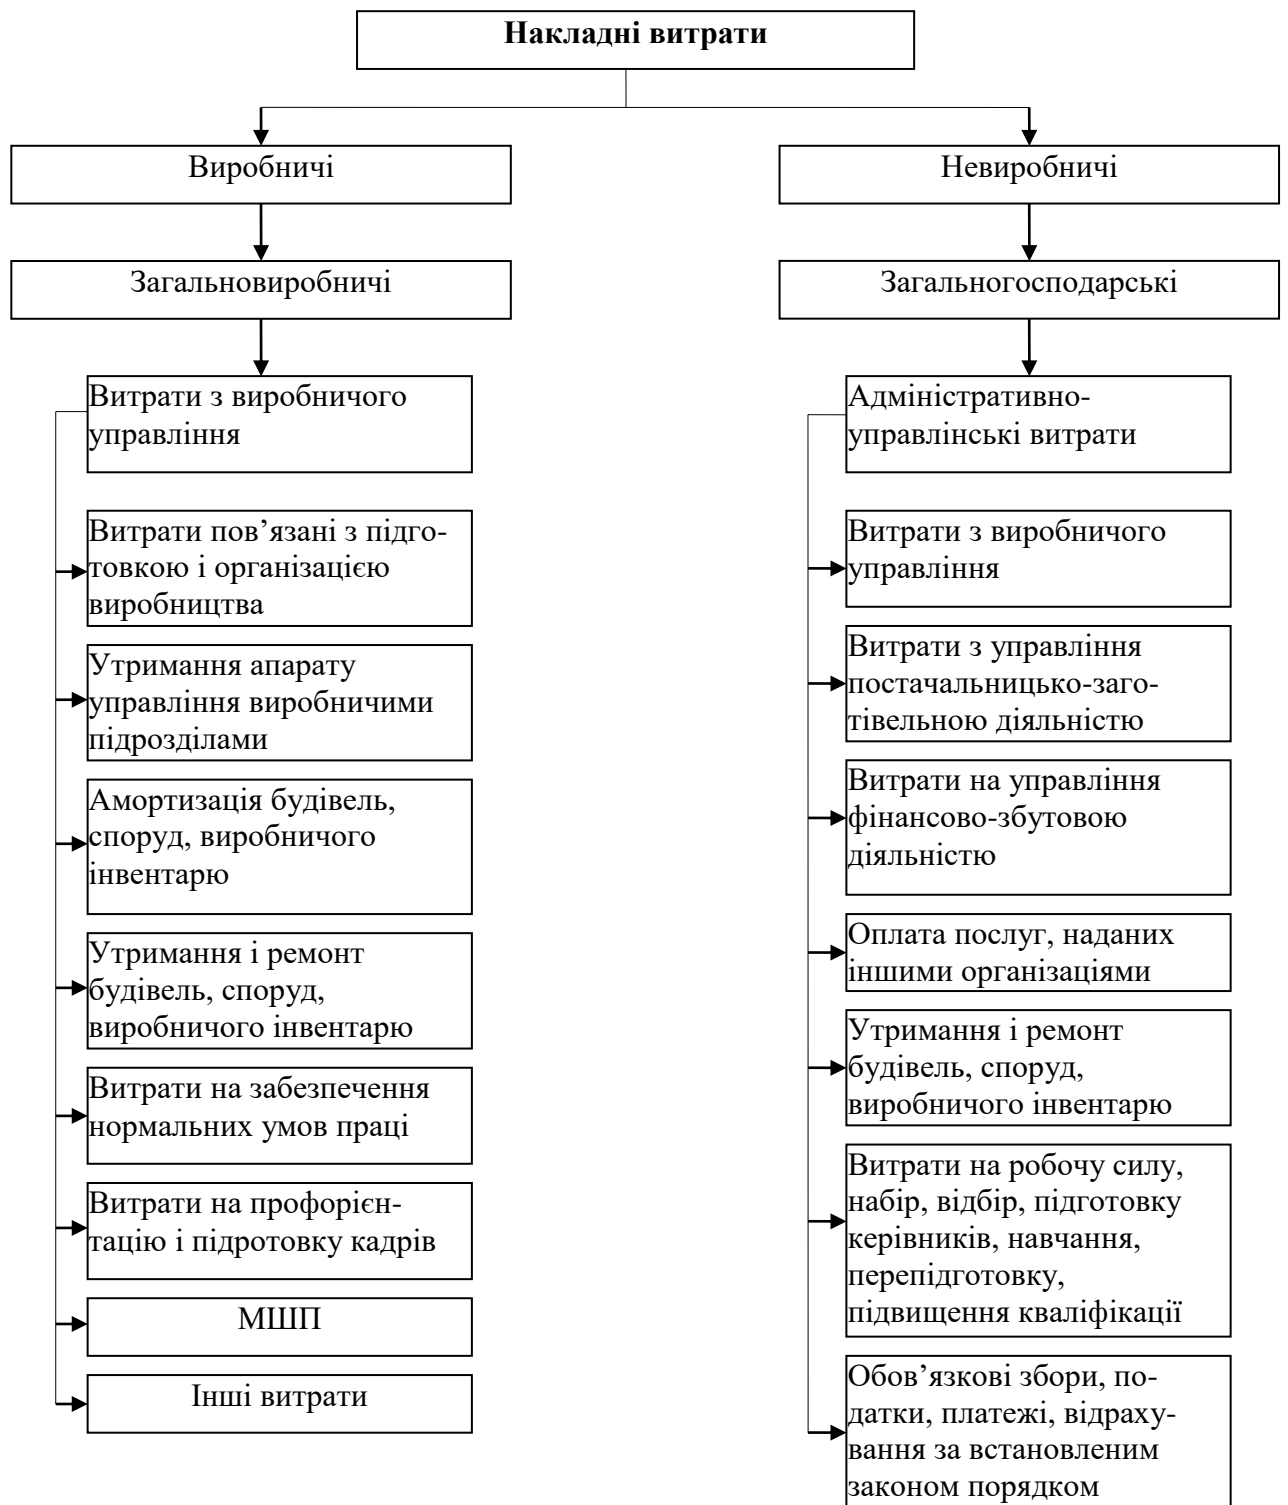 Накладні витрати
Виробничі
Невиробничі
Загальновиробничі
Загальногосподарські
Витрати з виробничого
управління
Витрати пов’язані з підго-
товкою і організацією
виробництва
Утримання апарату
управління виробничими
підрозділами
Амортизація будівель,
споруд, виробничого
інвентарю
Утримання і ремонт
будівель, споруд,
виробничого інвентарю
Витрати на забезпечення
нормальних умов праці
Витрати на профорієн-
тацію і підротовку кадрів
МШП
Інші витрати
Адміністративно-
управлінські витрати
Витрати з виробничого
управління
Витрати з управління
постачальницько-заго-
тівельною діяльністю
Витрати на управління
фінансово-збутовою
діяльністю
Оплата послуг, наданих
іншими організаціями
Утримання і ремонт
будівель, споруд,
виробничого інвентарю
Витрати на робочу силу,
набір, відбір, підготовку
керівників, навчання,
перепідготовку,
підвищення кваліфікації
Обов’язкові збори, по-
датки, платежі, відраху-
вання за встановленим
законом порядком